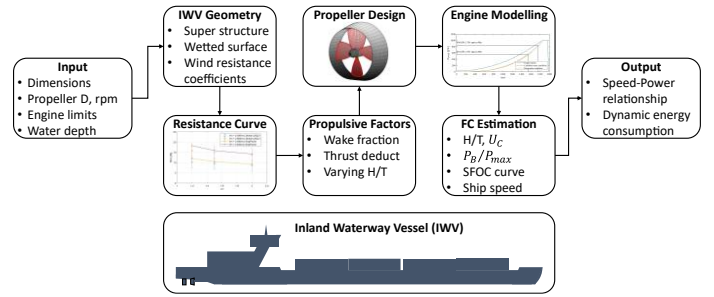 Input
• Dimensions
• Propeller D, rpm
• Engine limits
• Water depth
IWV Geometry
• Super structure
• Wetted surface
• Wind resistance
coefficients
Resistance Curve
Propulsive Factors
• Wake fraction
• Thrust deduct
• Varying H/T
Propeller Design
Engine Modelling
FC Estimation
• H/T, U_C
• P_B/P_max
• SFOC curve
• Ship speed
Output
• Speed-Power
relationship
• Dynamic energy
consumption
Inland Waterway Vessel (IWV)